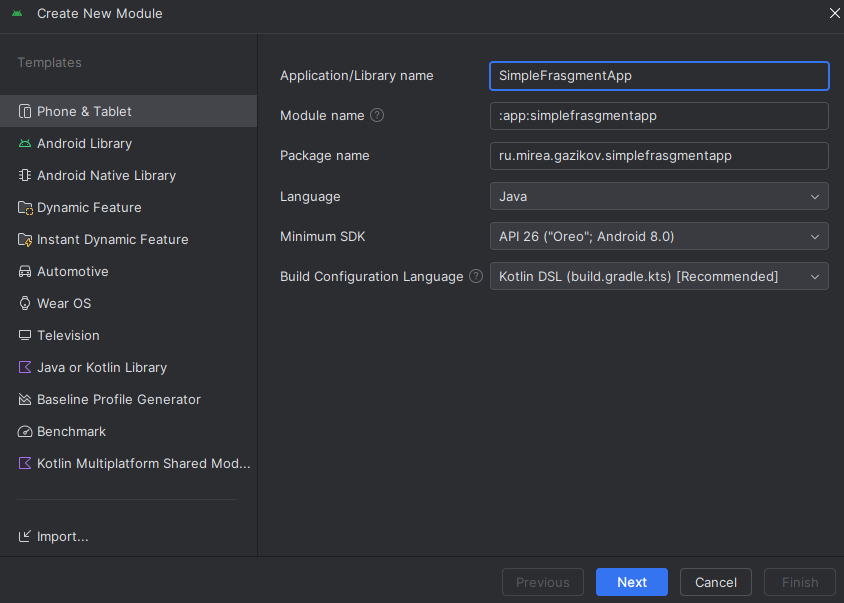 Create New Module
Templates
Phone & Tablet
Android Library
Android Native Library
Dynamic Feature
Instant Dynamic Feature
Automotive
Wear OS
Television
Java or Kotlin Library
Baseline Profile Generator
Benchmark
Kotlin Multiplatform Shared Mod...
Import...
Application/Library name
SimpleFrasgmentApp
Module name ?
:app:simplefrasgmentapp
Package name
ru.mirea.gazikov.simplefrasgmentapp
Language
Java
Minimum SDK
API 26 ("Oreo"; Android 8.0)
Build Configuration Language ?
Kotlin DSL (build.gradle.kts) [Recommended]
Previous
Next
Cancel
Finish